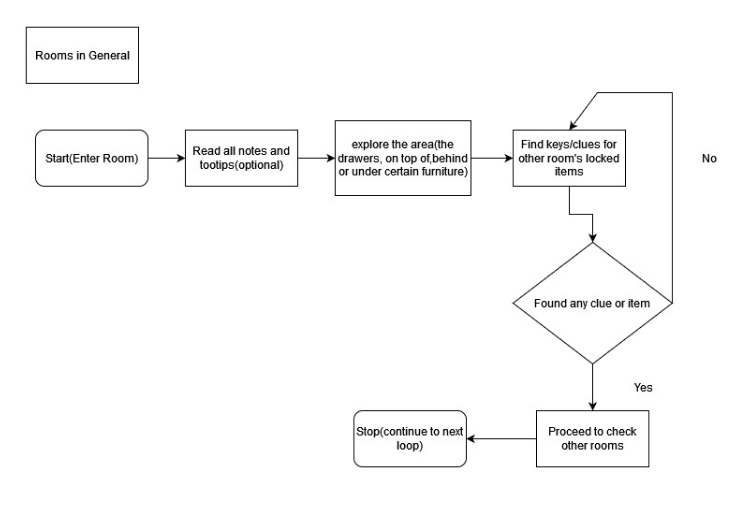 Rooms in General
Start(Enter Room)
Read all notes and
tootips(optional)
explore the area(the
drawers, on top of,behind
or under certain furniture)
Find keys/clues for
other room's locked
items
No
Found any clue or item
Yes
Proceed to check
other rooms
Stop(continue to next
loop)